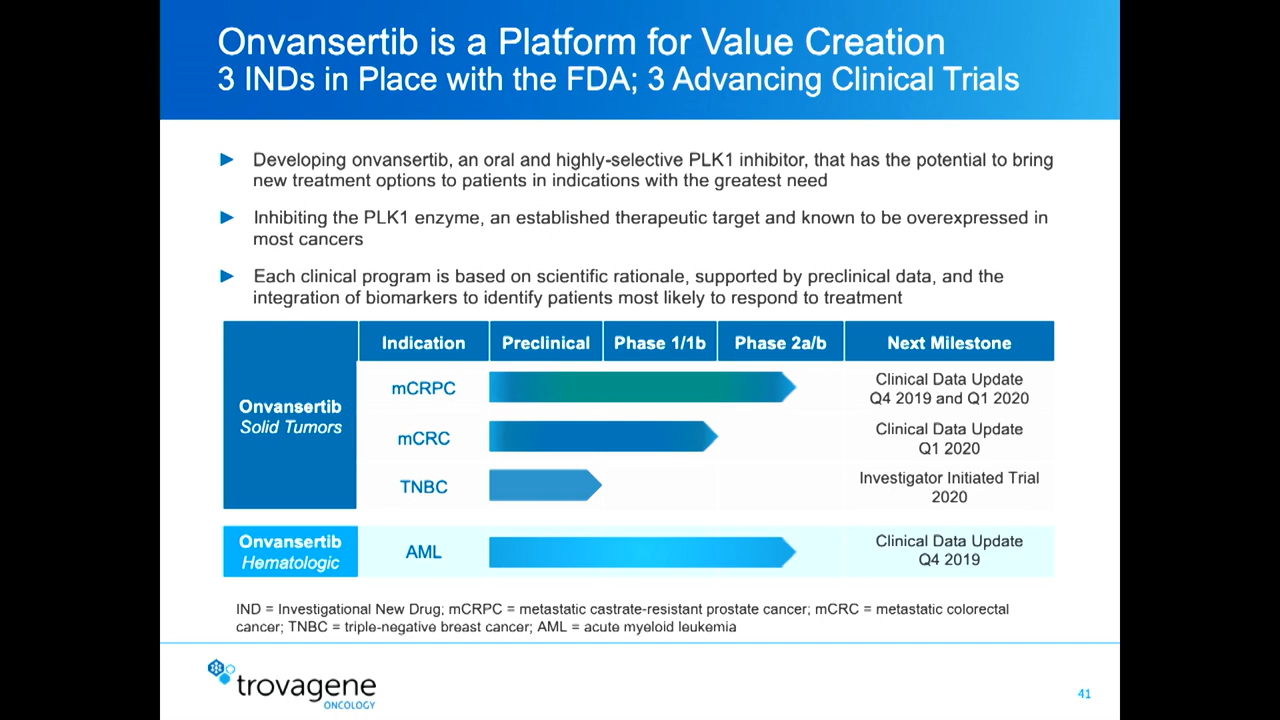 Onvansertib is a Platform for Value Creation
3 INDs in Place with the FDA; 3 Advancing Clinical Trials
Developing onvansertib, an oral and highly-selective PLK1 inhibitor, that has the potential to bring
new treatment options to patients in indications with the greatest need
Inhibiting the PLK1 enzyme, an established therapeutic target and known to be overexpressed in
most cancers
Each clinical program is based on scientific rationale, supported by preclinical data, and the
integration of biomarkers to identify patients most likely to respond to treatment
Indication Preclinical Phase 1/1b Phase 2a/b Next Milestone
Onvansertib
Solid Tumors
mCRPC
Clinical Data Update
Q4 2019 and Q1 2020
mCRC
Clinical Data Update
Q1 2020
TNBC
Investigator Initiated Trial
2020
Onvansertib
Hematologic
AML
Clinical Data Update
Q4 2019
IND = Investigational New Drug; mCRPC = metastatic castrate-resistant prostate cancer; mCRC = metastatic colorectal
cancer; TNBC = triple-negative breast cancer; AML = acute myeloid leukemia
trovagene
ONCOLOGY
41